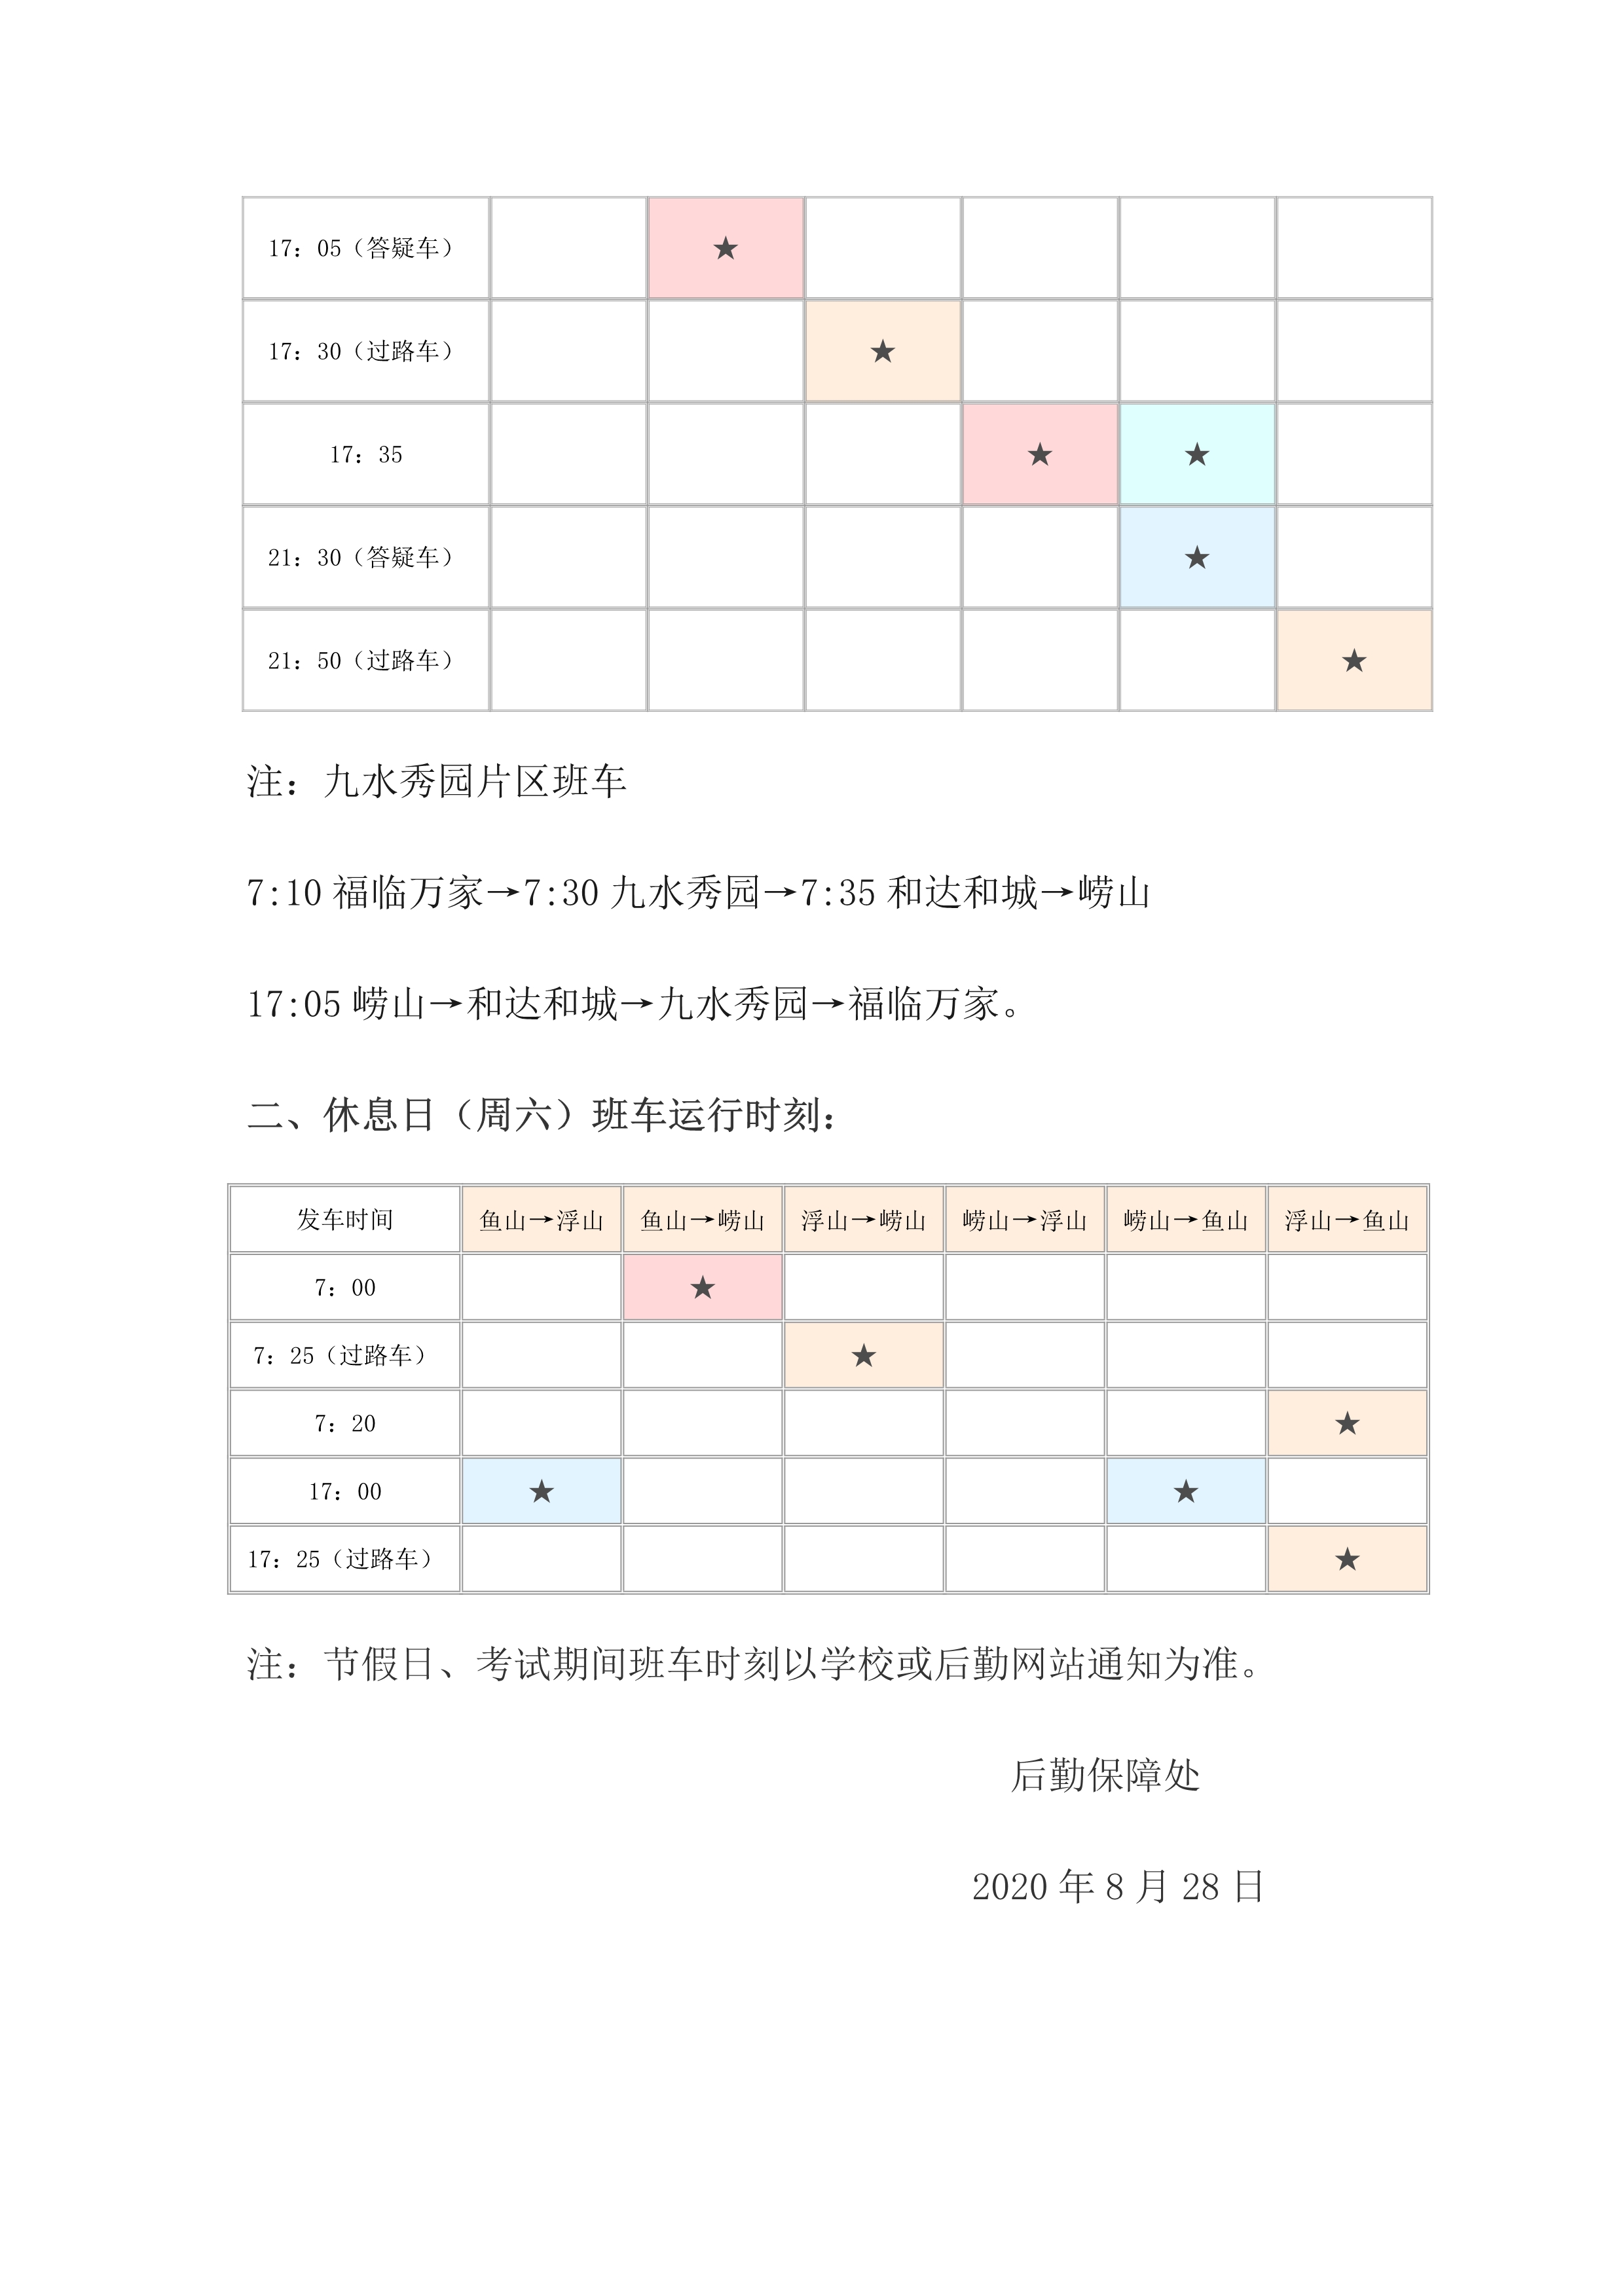 17：05（答疑车） ★
17：30（过路车） ★
17：35 ★ ★
21：30（答疑车） ★
21：50（过路车） ★
注：九水秀园片区班车
7:10 福临万家→7:30 九水秀园→7:35 和达和城→崂山
17:05 崂山→和达和城→九水秀园→福临万家。
二、休息日（周六）班车运行时刻：
发车时间 鱼山→浮山 鱼山→崂山 浮山→崂山 崂山→浮山 崂山→鱼山 浮山→鱼山
7：00 ★
7：25（过路车） ★
7：20 ★
17：00 ★ ★
17：25（过路车） ★
注：节假日、考试期间班车时刻以学校或后勤网站通知为准。
后勤保障处
2020 年 8 月 28 日